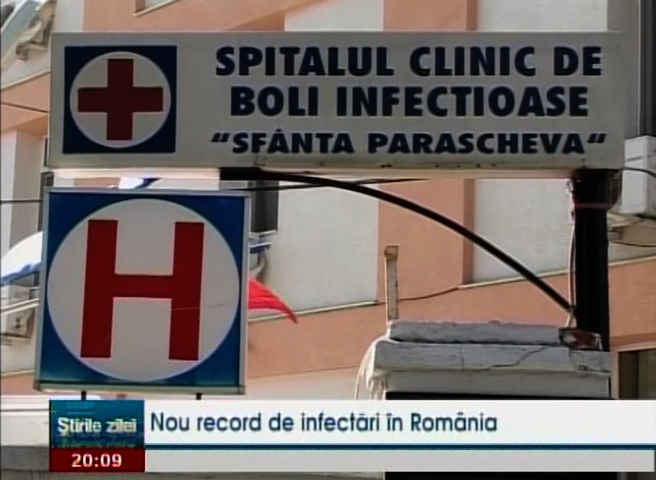 SPITALUL CLINIC DE
BOLI INFECTIOASE
"SFÂNTA PARASCHEVA"
H
Știrile zilei
Nou record de infectări în România
20:09